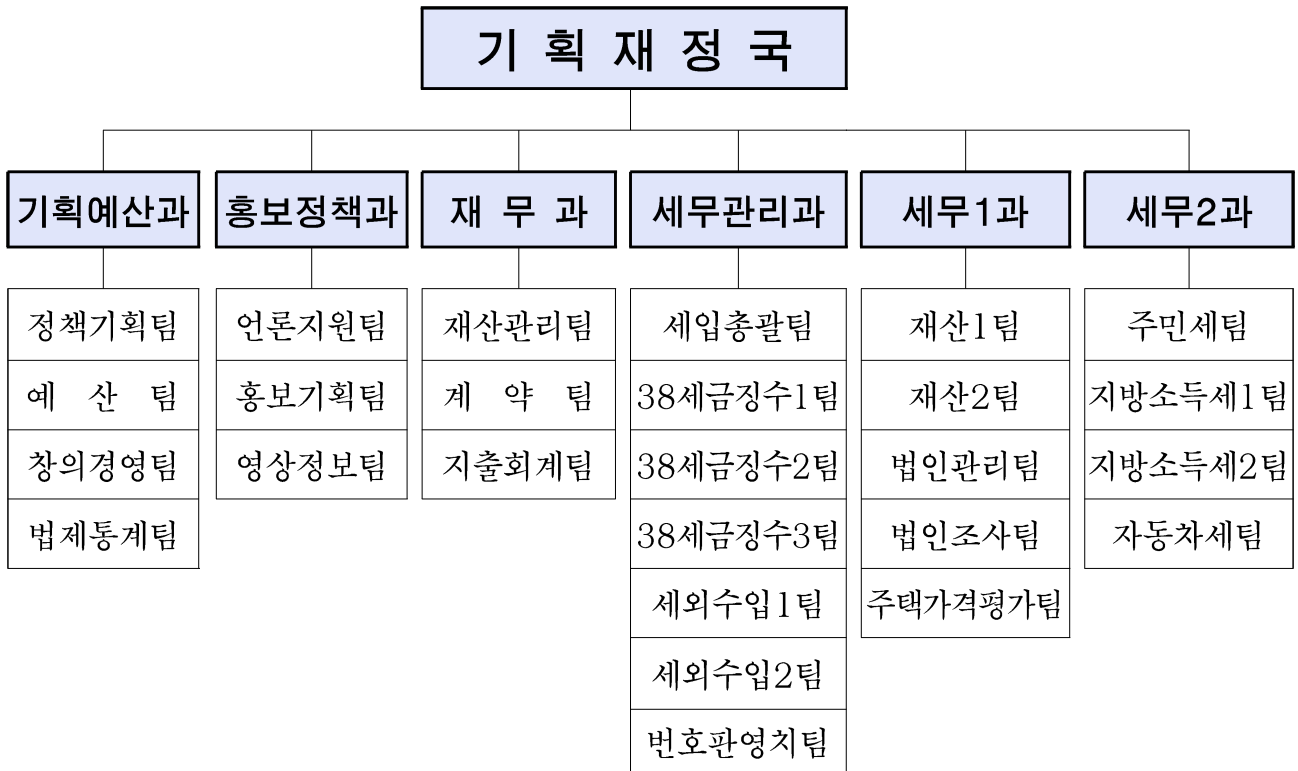 기 획 재 정 국
기획예산과 홍보정책과 재 무 과 세무관리과 세무1과 세무2과
정책기획팀 언론지원팀 재산관리팀 세입총괄팀 재산1팀 주민세팀
예 산 팀 홍보기획팀 계 약 팀 38세금징수1팀 재산2팀 지방소득세1팀
창의경영팀 영상정보팀 지출회계팀 38세금징수2팀 법인관리팀 지방소득세2팀
법제통계팀 38세금징수3팀 법인조사팀 자동차세팀
세외수입1팀 주택가격평가팀
세외수입2팀
번호판영치팀